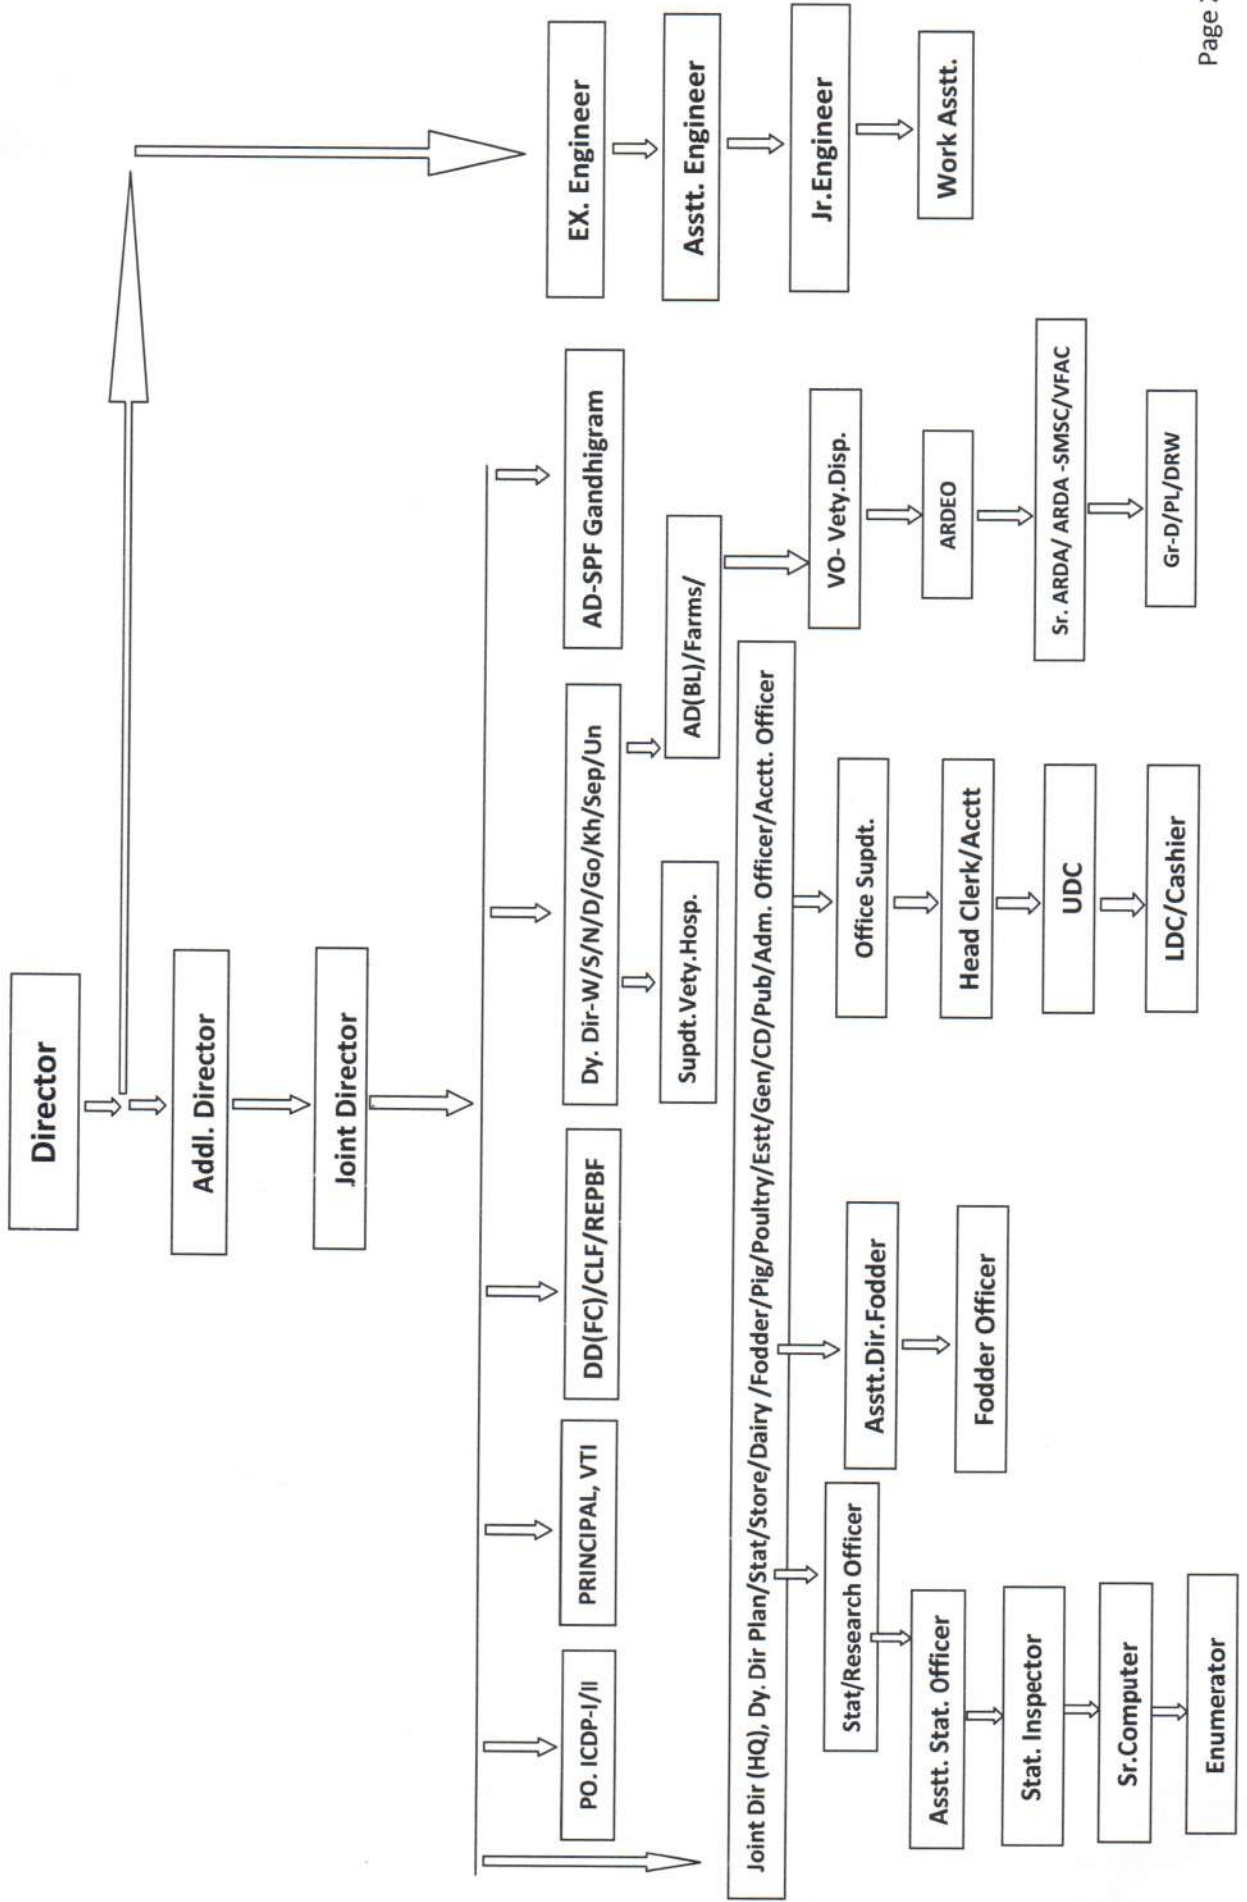 Director
Addl. Director
Joint Director
PO. ICDP-I/II
PRINCIPAL, VTI
DD(FC)/CLF/REPBF
Dy. Dir-W/S/N/D/Go/Kh/Sep/Un
AD-SPF Gandhigram
EX. Engineer
Supdt.Vety.Hosp.
AD(BL)/Farms/
Asstt. Engineer
Joint Dir (HQ), Dy. Dir Plan/Stat/Store/Dairy /Fodder/Pig/Poultry/Estt/Gen/CD/Pub/Adm. Officer/Acctt. Officer
Jr.Engineer
Stat/Research Officer
Asstt.Dir.Fodder
Office Supdt.
VO- Vety.Disp.
Work Asstt.
Asstt. Stat. Officer
Fodder Officer
Head Clerk/Acctt
ARDEO
Stat. Inspector
UDC
Sr. ARDA/ ARDA -SMSC/VFAC
Sr.Computer
LDC/Cashier
Gr-D/PL/DRW
Enumerator
Page